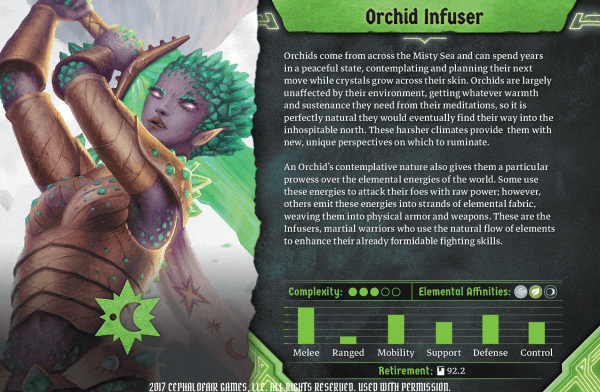 Orchid Infuser
Orchids come from across the Misty Sea and can spend years
in a peaceful state, contemplating and planning their next
move while crystals grow across their skin. Orchids are largely
unaffected by their environment, getting whatever warmth
and sustenance they need from their meditations, so it is
perfectly natural they would eventually find their way into the
inhospitable north. These harsher climates provide them with
new, unique perspectives on which to ruminate.
An Orchid's contemplative nature also gives them a particular
prowess over the elemental energies of the world. Some use
these energies to attack their foes with raw power; however,
others emit these energies into strands of elemental fabric,
weaving them into physical armor and weapons. These are the
Infusers, martial warriors who use the natural flow of elements
to enhance their already formidable fighting skills.
Complexity: Elemental Affinities:
Melee Ranged Mobility Support Defense Control
Retirement: 92.2
2017 CEPHALOFAIR GAMES, LLC. ALL RIGHTS RESERVED. USED WITH PERMISSION.